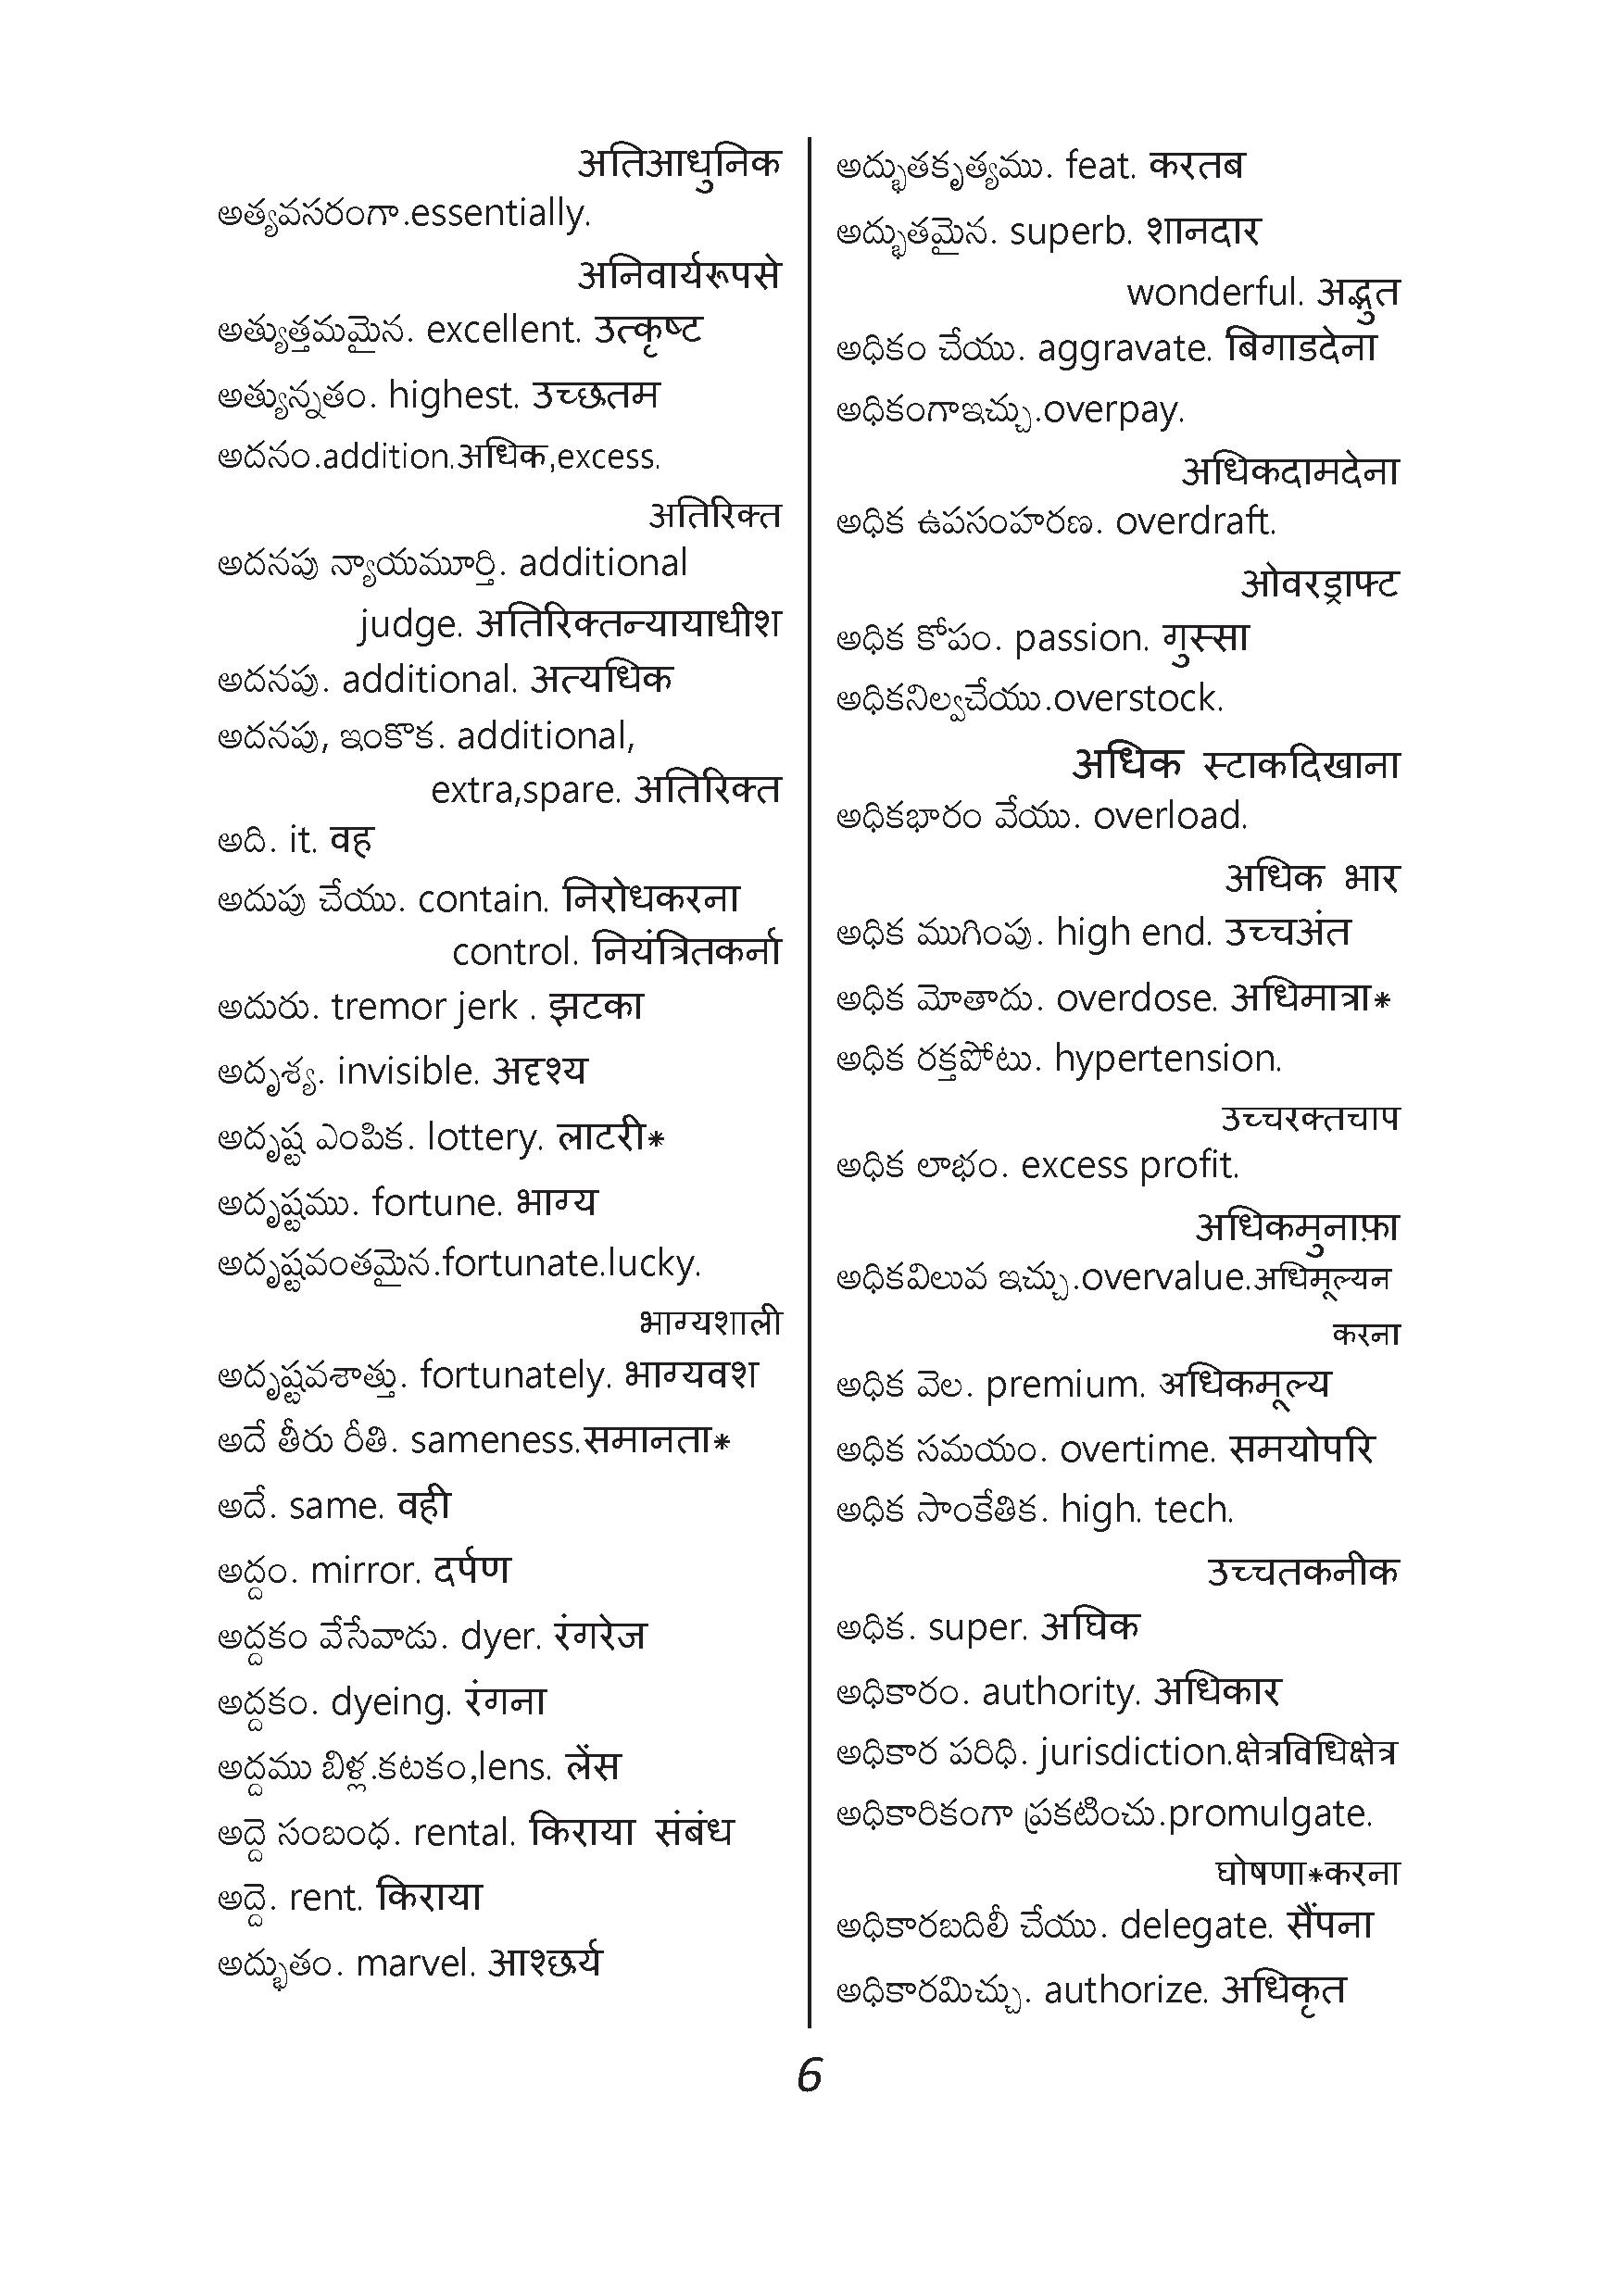 अतिआधुनिक
అత్యవసరంగా.essentially.
अनिवार्यरूपसे
అత్యుత్తమమైన. excellent. उत्कृष्ट
అత్యున్నతం. highest. उच्छतम
అదనం.addition.अधिक,excess.
अतिरिक्त
అదనపు న్యాయమూర్తి. additional
judge. अतिरिक्तन्यायाधीश
అదనపు. additional. अत्यधिक
అదనపు, ఇంకొక. additional,
extra,spare. अतिरिक्त
అది. it. वह
అదుపు చేయు. contain. निरोधकरना
control. नियंत्रितकर्ना
అదురు. tremor jerk . झटका
అదృశ్య. invisible. अदृश्य
అదృష్ట ఎంపిక. lottery. लाटरी*
అదృష్టము. fortune. भाग्य
అదృష్టవంతమైన.fortunate.lucky.
भाग्यशाली
అదృష్టవశాత్తు. fortunately. भाग्यवश
అదే తీరు రీతి. sameness.समानता*
అదే. same. वही
అద్దం. mirror. दर्पण
అద్దకం వేసేవాడు. dyer. रंगरेज
అద్దకం. dyeing. रंगना
అద్దము బిళ్ల.కటకం,lens. लेंस
అద్దె సంబంధ. rental. किराया संबंध
అద్దె. rent. किराया
అద్భుతం. marvel. आश्छर्य
అద్భుతకృత్యము. feat. करतब
అద్భుతమైన. superb. शानदार
wonderful. अद्भुत
అధికం చేయు. aggravate. बिगाडदेना
అధికంగాఇచ్చు.overpay.
अधिकदामदेना
అధిక ఉపసంహరణ. overdraft.
ओवरड्राफ्ट
అధిక కోపం. passion. गुस्सा
అధికనిల్వచేయు.overstock.
अधिक स्टाकदिखाना
అధికభారం వేయు. overload.
अधिक भार
అధిక ముగింపు. high end. उच्चअंत
అధిక మోతాదు. overdose. अधिमात्रा*
అధిక రక్తపోటు. hypertension.
उच्चरक्तचाप
అధిక లాభం. excess profit.
अधिकमुनाफ़ा
అధికవిలువ ఇచ్చు.overvalue.अधिमूल्यन
करना
అధిక వెల. premium. अधिकमूल्य
అధిక సమయం. overtime. समयोपरि
అధిక సాంకేతిక. high. tech.
उच्चतकनीक
అధిక. super. अघिक
అధికారం. authority. अधिकार
అధికార పరిధి. jurisdiction.क्षेत्रविधिक्षेत्र
అధికారికంగా ప్రకటించు.promulgate.
घोषणा*करना
అధికారబదిలీ చేయు. delegate. सैंपना
అధికారమిచ్చు. authorize. अधिकृत
6